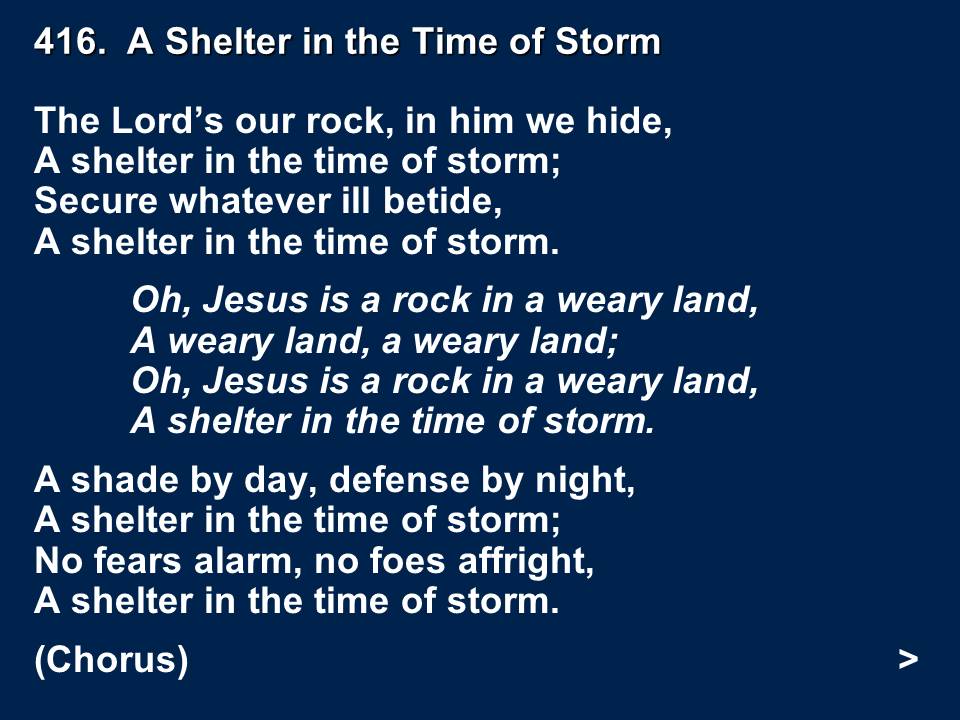 416.  A Shelter in the Time of Storm
The Lord’s our rock, in him we hide,
A shelter in the time of storm;
Secure whatever ill betide,
A shelter in the time of storm.
Oh, Jesus is a rock in a weary land,
A weary land, a weary land;
Oh, Jesus is a rock in a weary land,
A shelter in the time of storm.
A shade by day, defense by night,
A shelter in the time of storm;
No fears alarm, no foes affright,
A shelter in the time of storm.
(Chorus) >